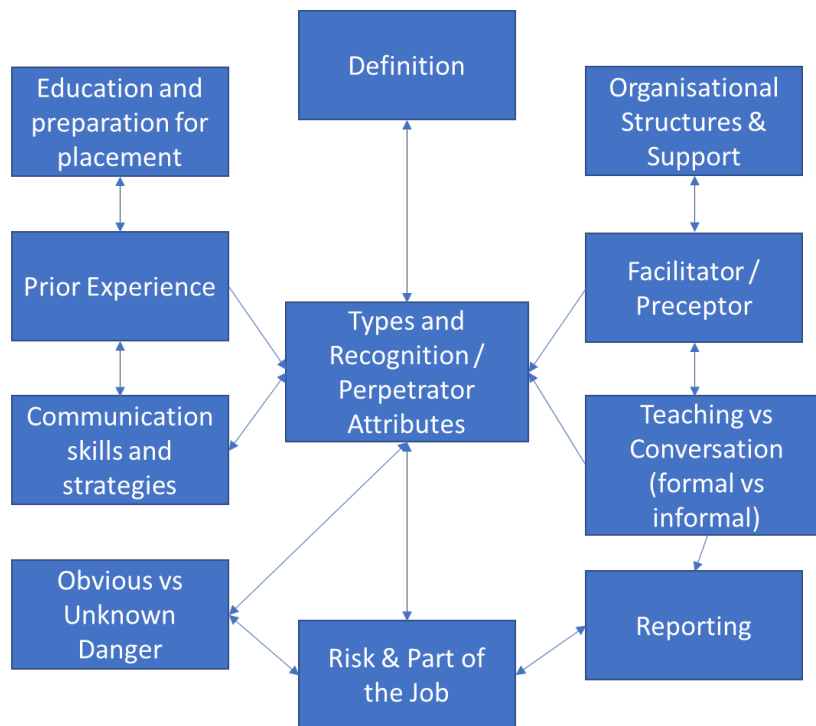 Definition
Education and
preparation for
placement
Organisational
Structures &
Support
Prior Experience
Facilitator /
Preceptor
Types and
Recognition /
Perpetrator
Attributes
Communication
skills and
strategies
Teaching vs
Conversation
(formal vs
informal)
Obvious vs
Unknown
Danger
Risk & Part of
the Job
Reporting